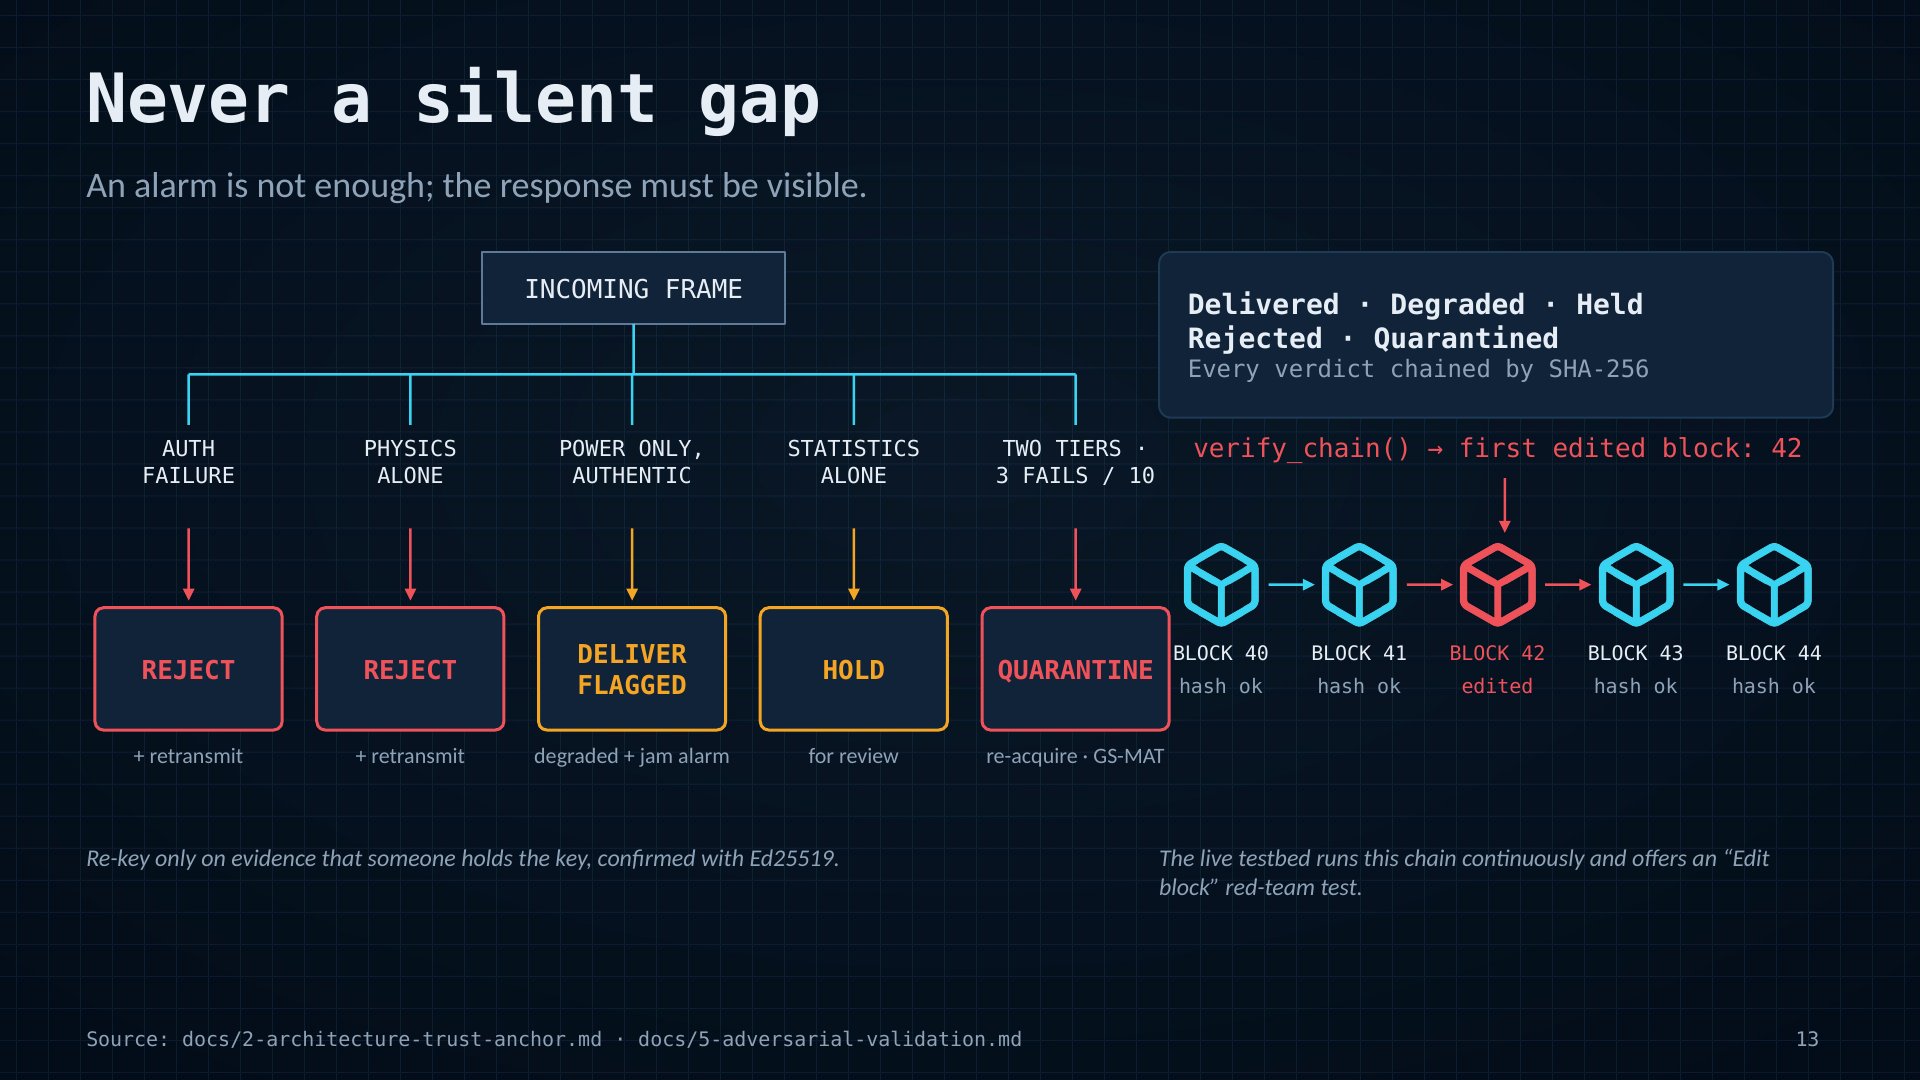 Never a silent gap
An alarm is not enough; the response must be visible.
INCOMING FRAME
AUTH
FAILURE
PHYSICS
ALONE
POWER ONLY,
AUTHENTIC
STATISTICS
ALONE
TWO TIERS ·
3 FAILS / 10
REJECT
REJECT
DELIVER
FLAGGED
HOLD
QUARANTINE
+ retransmit
+ retransmit
degraded + jam alarm
for review
re-acquire · GS-MAT
Re-key only on evidence that someone holds the key, confirmed with Ed25519.
Delivered · Degraded · Held
Rejected · Quarantined
Every verdict chained by SHA-256
verify_chain() → first edited block: 42
BLOCK 40
hash ok
BLOCK 41
hash ok
BLOCK 42
edited
BLOCK 43
hash ok
BLOCK 44
hash ok
The live testbed runs this chain continuously and offers an “Edit
block” red-team test.
Source: docs/2-architecture-trust-anchor.md · docs/5-adversarial-validation.md
13